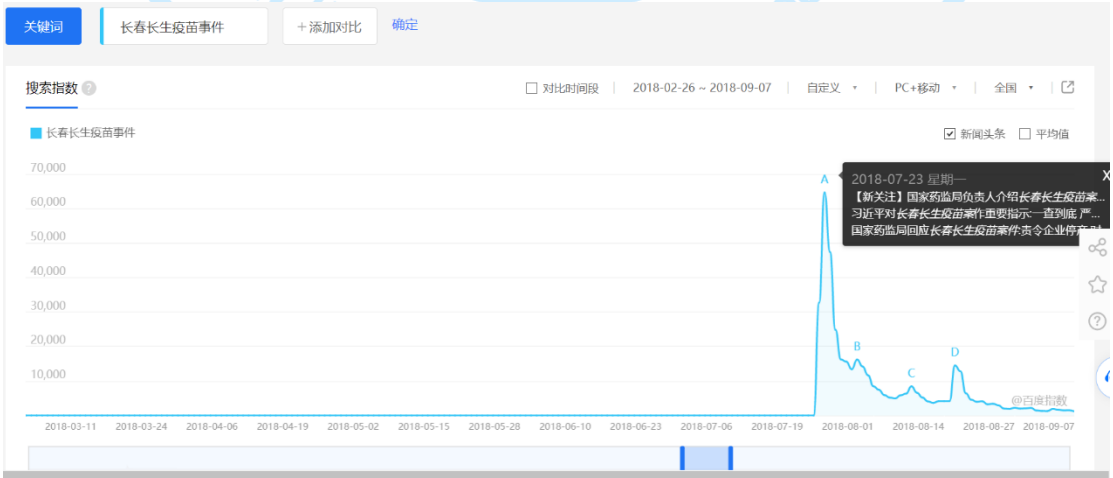 关键词 长春长生疫苗事件 +添加对比 确定
搜索指数 ? 对比时间段 2018-02-26 ~ 2018-09-07 自定义 PC+移动 全国
长春长生疫苗事件 新闻头条 平均值
70,000
60,000
50,000
40,000
30,000
20,000
10,000
A
2018-07-23 星期一 X
【新关注】国家药监局负责人介绍长春长生疫苗案...
习近平对长春长生疫苗案作重要指示:一查到底 严...
国家药监局回应长春长生疫苗案件:责令企业停产
B
C
D
@百度指数
2018-03-11 2018-03-24 2018-04-06 2018-04-19 2018-05-02 2018-05-15 2018-05-28 2018-06-10 2018-06-23 2018-07-06 2018-07-19 2018-08-01 2018-08-14 2018-08-27 2018-09-07